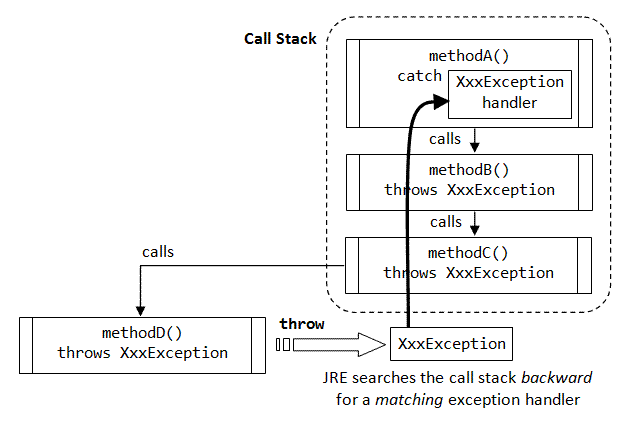 Call Stack
methodA()
catch
XxxException
handler
calls
methodB()
throws XxxException
calls
methodC()
throws XxxException
calls
methodD()
throws XxxException
throw
XxxException
JRE searches the call stack backward
for a matching exception handler